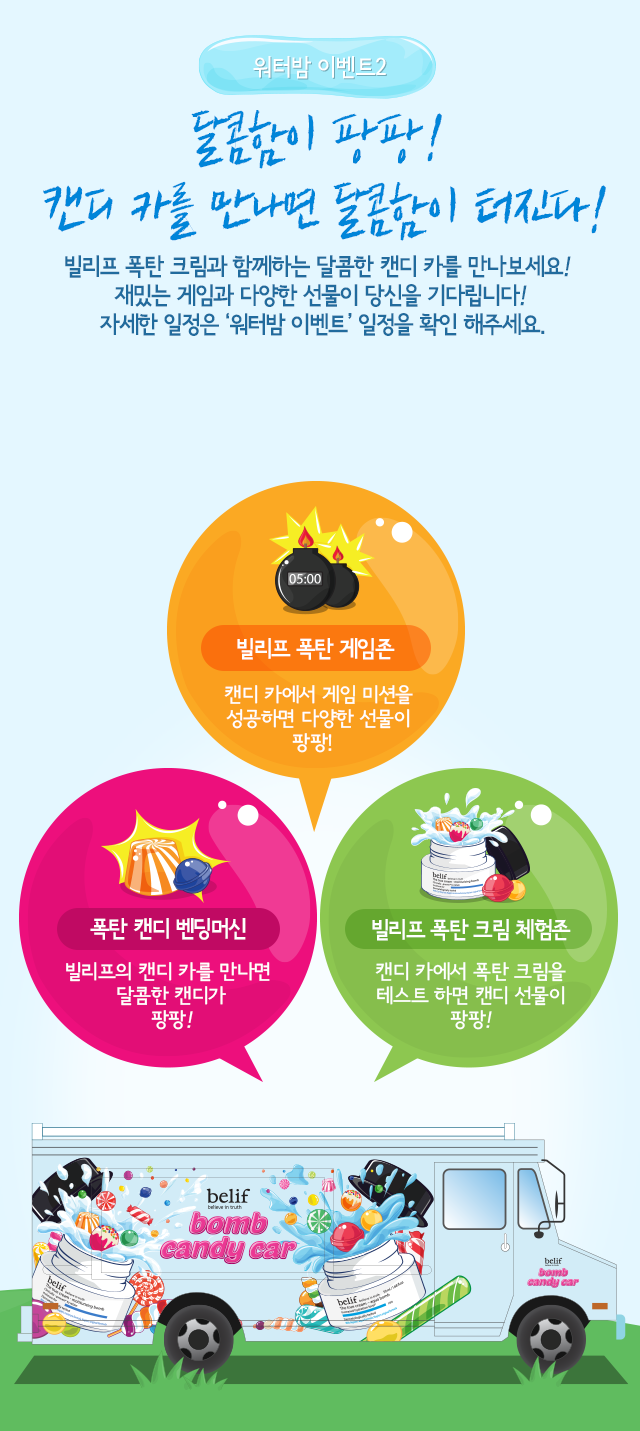 워터밤 이벤트2
달콤함이 팡팡!
캔디 카를 만나면 달콤함이 터진다!
빌리프 폭탄 크림과 함께하는 달콤한 캔디 카를 만나보세요!
재밌는 게임과 다양한 선물이 당신을 기다립니다!
자세한 일정은 ‘워터밤 이벤트’ 일정을 확인 해주세요.
05:00
빌리프 폭탄 게임존
캔디 카에서 게임 미션을
성공하면 다양한 선물이
팡팡!
폭탄 캔디 벤딩머신
빌리프의 캔디 카를 만나면
달콤한 캔디가
팡팡!
belif
빌리프 폭탄 크림 체험존
캔디 카에서 폭탄 크림을
테스트 하면 캔디 선물이
팡팡!
belif
believe in truth
bomb
candy car
belif
belif
belif
bomb
candy car